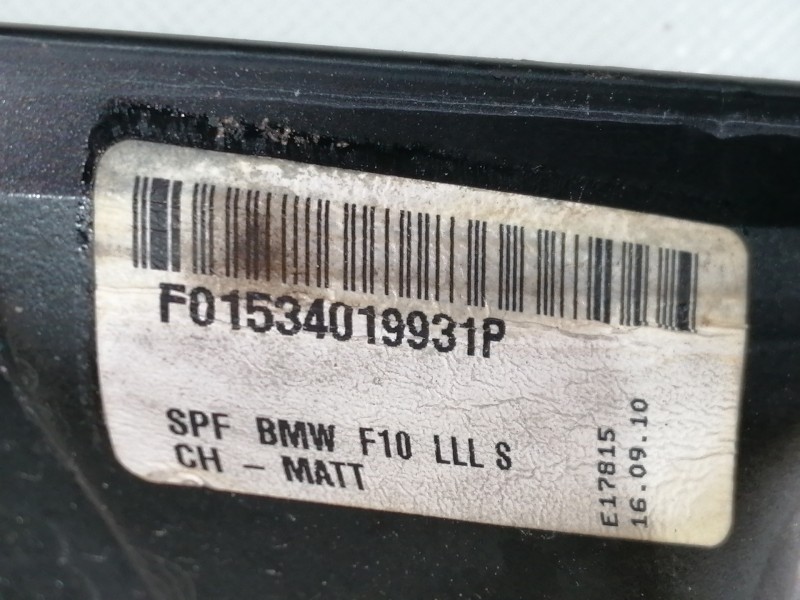 F01534019931P
SPF BMW F10 LLL S
CH - MATT
E17815
16.09.10